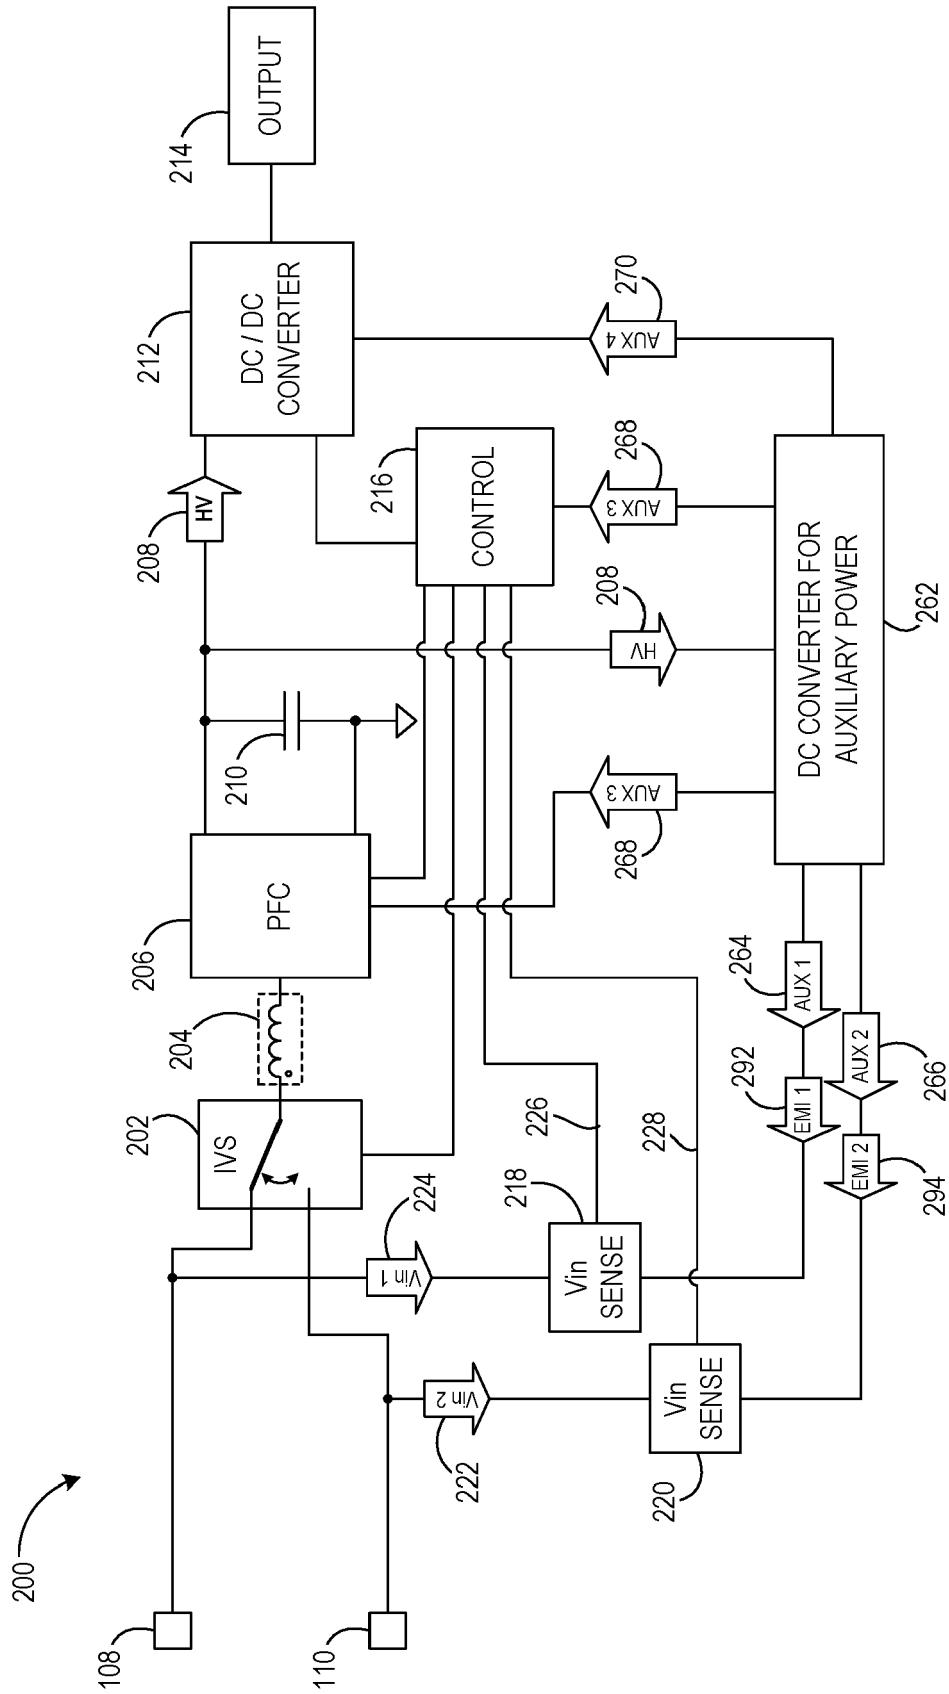 200
108
110
202
IVS
204
206
PFC
210
208
HV
212
DC / DC
CONVERTER
214
OUTPUT
216
CONTROL
224
Vin 1
222
Vin 2
218
Vin
SENSE
220
Vin
SENSE
226
228
268
AUX 3
208
HV
268
AUX 3
270
AUX 4
292
EMI 1
264
AUX 1
294
EMI 2
266
AUX 2
DC CONVERTER FOR
AUXILIARY POWER
262